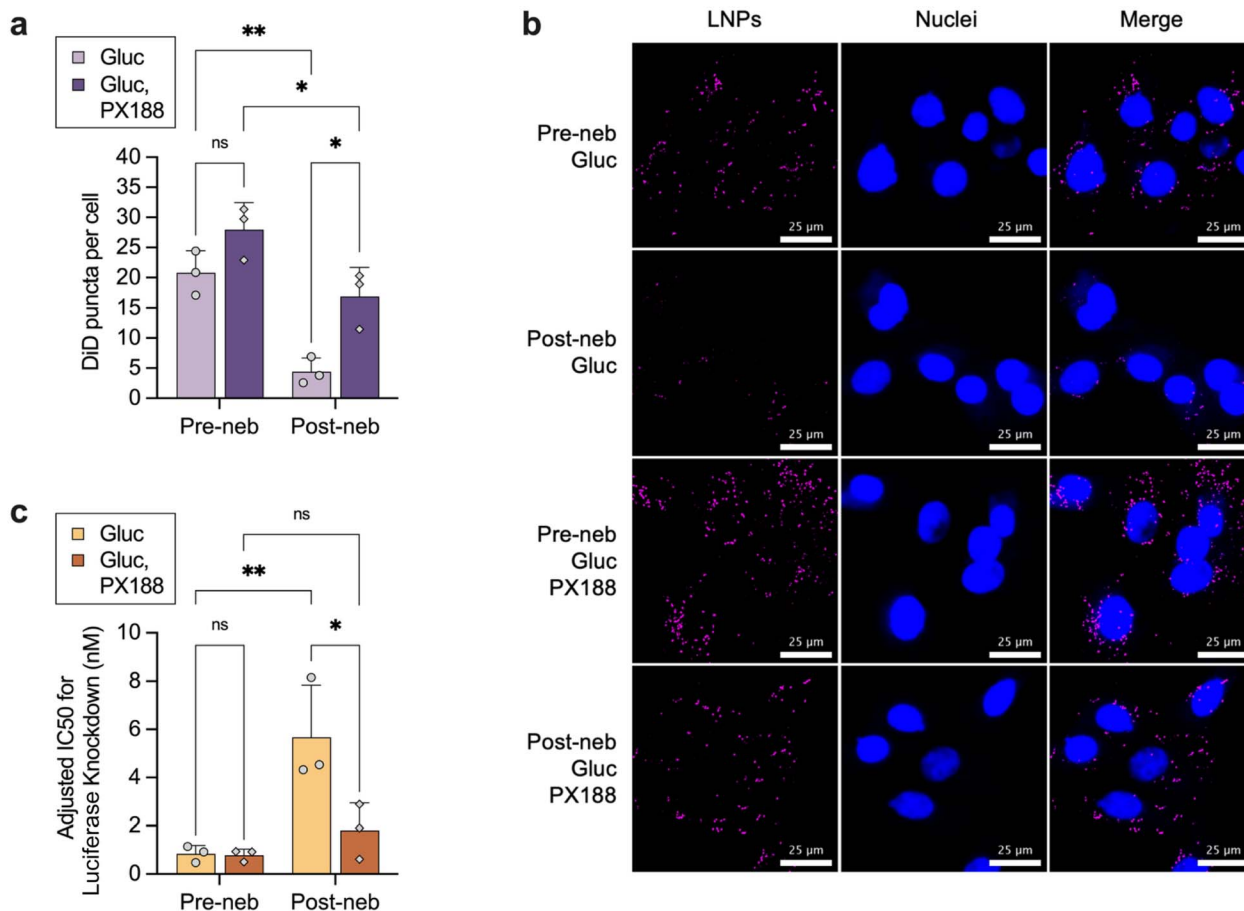 a
Gluc
Gluc,
PX188
**
*
ns
*
DiD puncta per cell
40
35
30
25
20
15
10
5
0
Pre-neb
Post-neb
b
LNPs
Nuclei
Merge
Pre-neb
Gluc
25 µm
25 µm
25 µm
Post-neb
Gluc
25 µm
25 µm
25 µm
Pre-neb
Gluc
PX188
25 µm
25 µm
25 µm
Post-neb
Gluc
PX188
25 µm
25 µm
25 µm
c
Gluc
Gluc,
PX188
ns
**
ns
*
Adjusted IC50 for
Luciferase Knockdown (nM)
10
8
6
4
2
0
Pre-neb
Post-neb